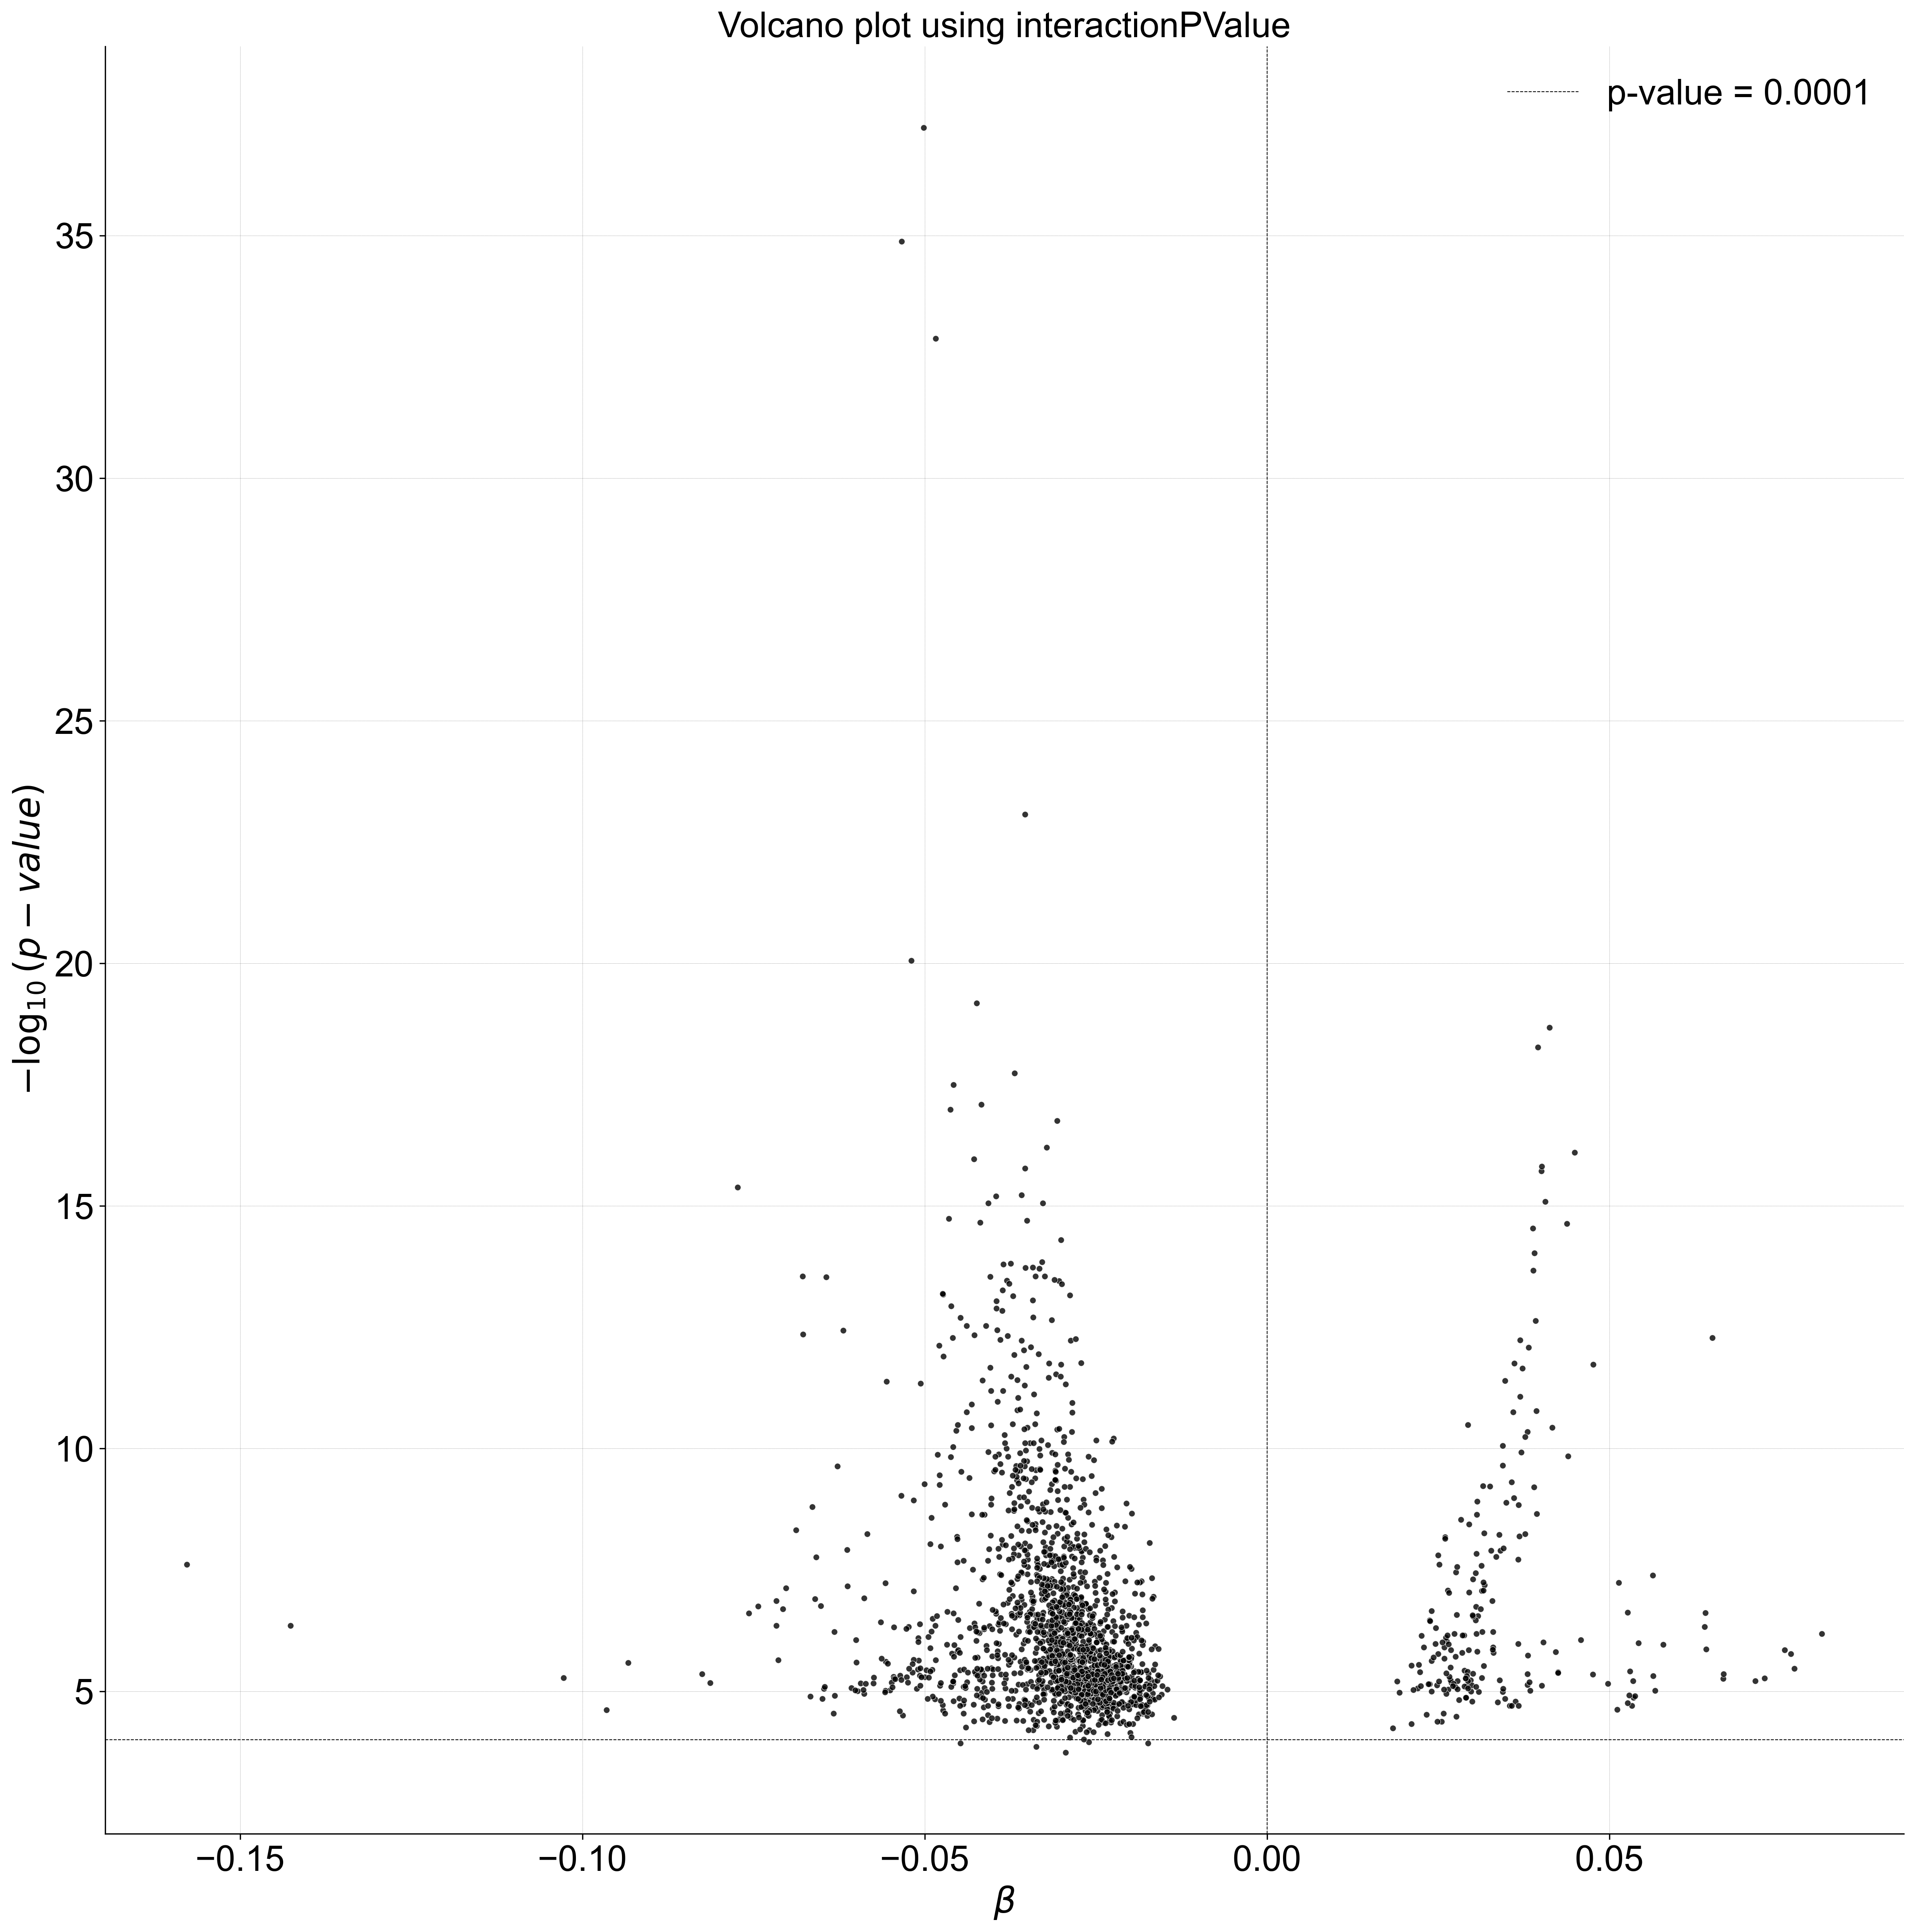 Volcano plot using interactionPValue
p-value = 0.0001
35
30
25
20
15
10
5
−log₁₀(p − value)
−0.15 −0.10 −0.05 0.00 0.05
β